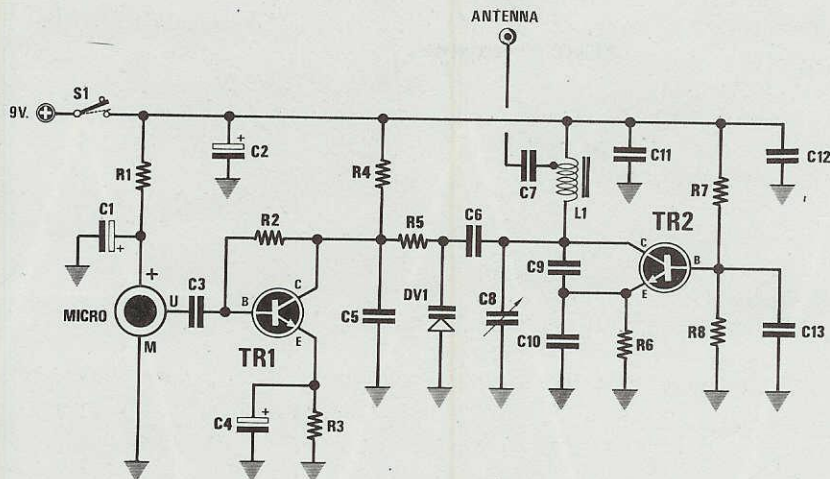 ANTENNA
9V.
S1
R1
C2
R4
C7
L1
C11
R7
C12
C1
R2
R5
C6
TR2
C
B
E
C9
MICRO
+
U
M
C3
B
C
E
TR1
C5
DV1
C8
C10
R6
R8
C13
C4
+
R3
+
+